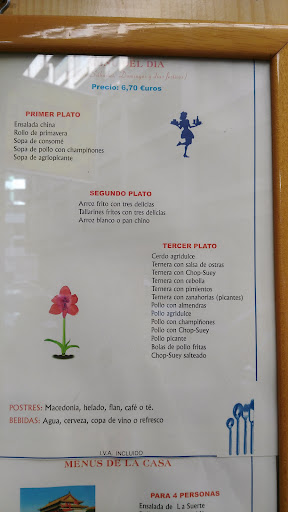 EL DIA
Precio: 6,70 €uros
PRIMER PLATO
Ensalada china
Rollo de primavera
Sopa de consomé
Sopa de pollo con champiñones
Sopa de agriopicante
SEGUNDO PLATO
Arroz frito con tres delicias
Tallarines fritos con tres delicias
Arroz blanco o pan chino
TERCER PLATO
Cerdo agridulce
Ternera con salsa de ostras
Ternera con Chop-Suey
Ternera con cebolla
Ternera con pimientos
Ternera con zanahorias (picantes)
Pollo con almendras
Pollo agridulce
Pollo con champiñones
Pollo con Chop-Suey
Pollo picante
Bolas de pollo fritas
Chop-Suey salteado
POSTRES: Macedonia, helado, flan, café o té.
BEBIDAS: Agua, cerveza, copa de vino o refresco
I.V.A. INCLUIDO
MENUS DE LA CASA
PARA 4 PERSONAS
Ensalada de La Suerte